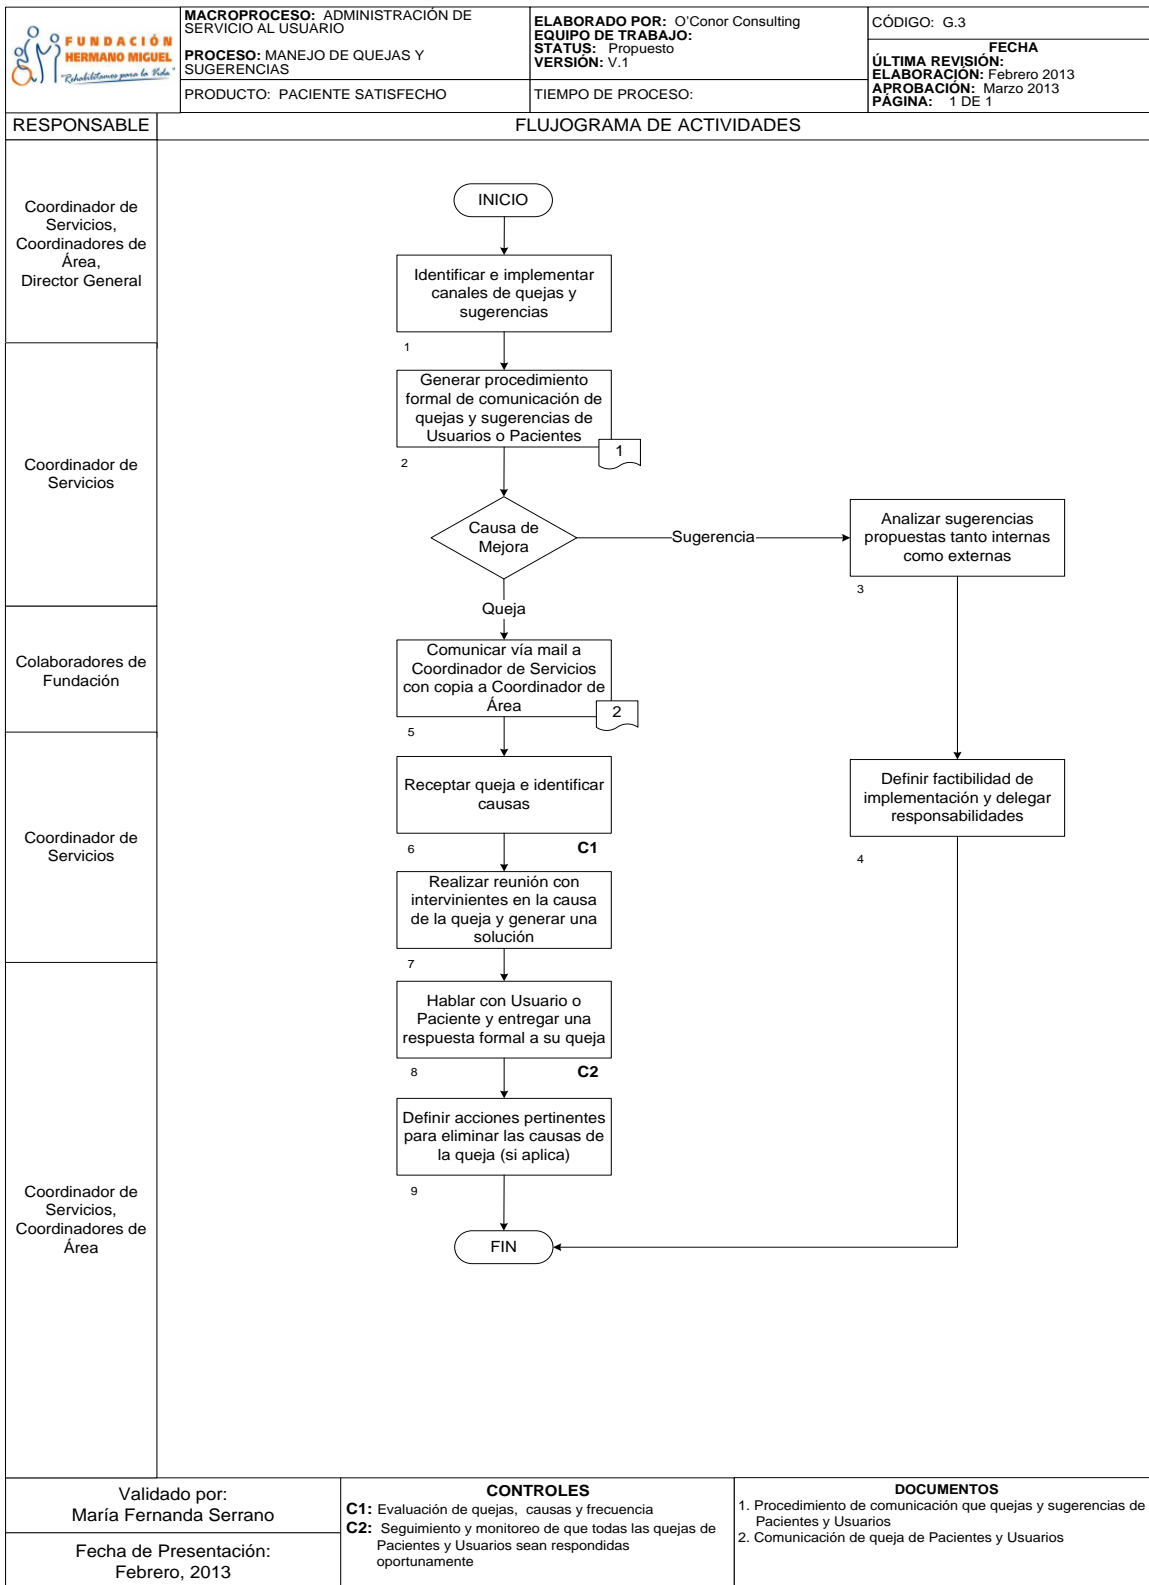 FUNDACIÓN
HERMANO MIGUEL
"Rehabilitamos para la Vida"
MACROPROCESO: ADMINISTRACIÓN DE
SERVICIO AL USUARIO
PROCESO: MANEJO DE QUEJAS Y
SUGERENCIAS
PRODUCTO: PACIENTE SATISFECHO
ELABORADO POR: O'Conor Consulting
EQUIPO DE TRABAJO:
STATUS: Propuesto
VERSIÓN: V.1
TIEMPO DE PROCESO:
CÓDIGO: G.3
FECHA
ÚLTIMA REVISIÓN:
ELABORACIÓN: Febrero 2013
APROBACIÓN: Marzo 2013
PÁGINA: 1 DE 1
RESPONSABLE
FLUJOGRAMA DE ACTIVIDADES
Coordinador de
Servicios,
Coordinadores de
Área,
Director General
INICIO
Identificar e implementar
canales de quejas y
sugerencias
1
Coordinador de
Servicios
Generar procedimiento
formal de comunicación de
quejas y sugerencias de
Usuarios o Pacientes
1
2
Causa de
Mejora
Sugerencia
Analizar sugerencias
propuestas tanto internas
como externas
3
Queja
Colaboradores de
Fundación
Comunicar vía mail a
Coordinador de Servicios
con copia a Coordinador de
Área
2
5
Coordinador de
Servicios
Receptar queja e identificar
causas
6
C1
Definir factibilidad de
implementación y delegar
responsabilidades
4
Realizar reunión con
intervinientes en la causa
de la queja y generar una
solución
7
Coordinador de
Servicios,
Coordinadores de
Área
Hablar con Usuario o
Paciente y entregar una
respuesta formal a su queja
8
C2
Definir acciones pertinentes
para eliminar las causas de
la queja (si aplica)
9
FIN
Validado por:
María Fernanda Serrano
Fecha de Presentación:
Febrero, 2013
CONTROLES
C1: Evaluación de quejas, causas y frecuencia
C2: Seguimiento y monitoreo de que todas las quejas de
Pacientes y Usuarios sean respondidas
oportunamente
DOCUMENTOS
1. Procedimiento de comunicación que quejas y sugerencias de
Pacientes y Usuarios
2. Comunicación de queja de Pacientes y Usuarios